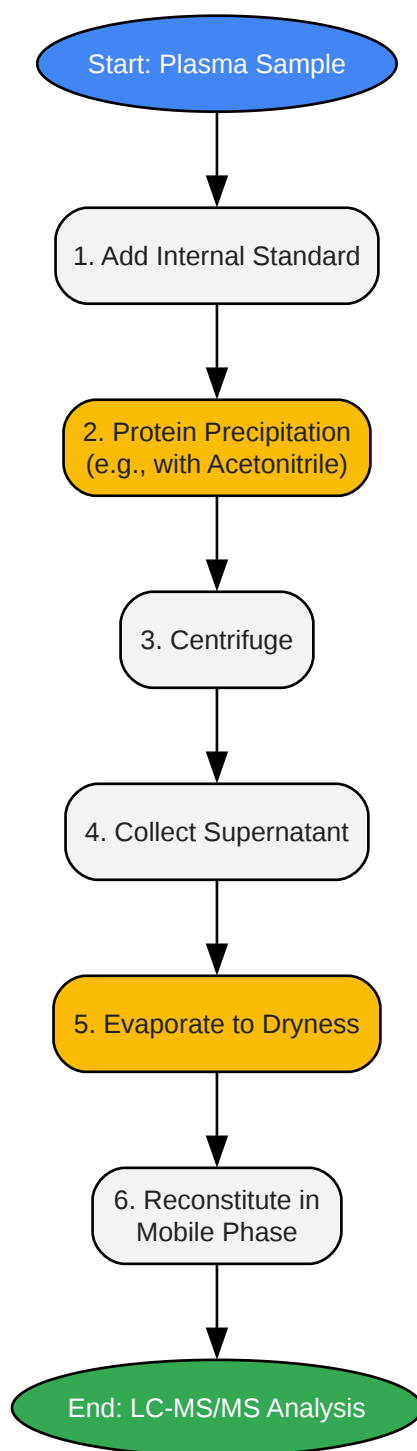 Start: Plasma Sample
1. Add Internal Standard
2. Protein Precipitation
(e.g., with Acetonitrile)
3. Centrifuge
4. Collect Supernatant
5. Evaporate to Dryness
6. Reconstitute in
Mobile Phase
End: LC-MS/MS Analysis